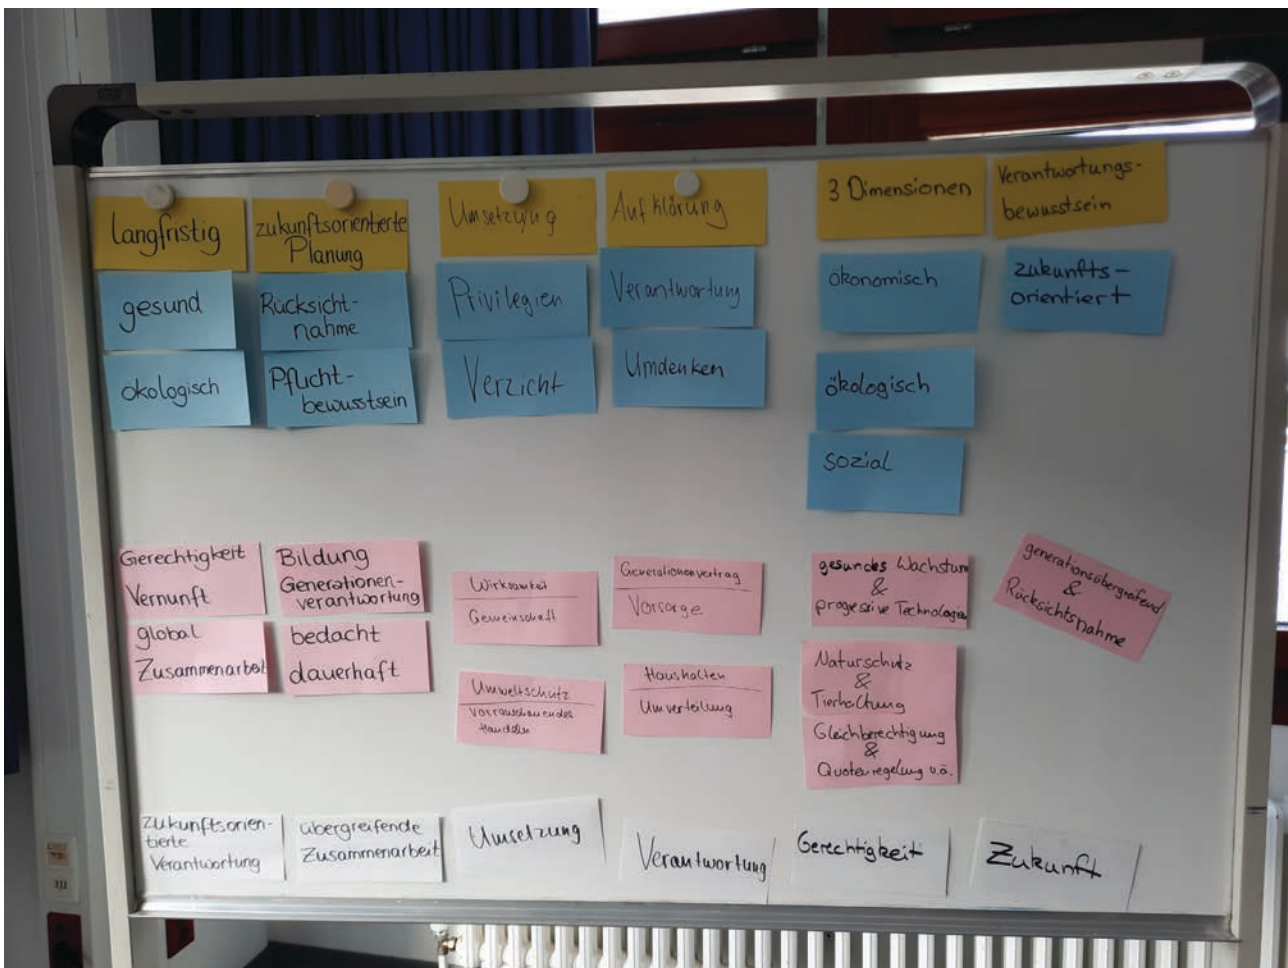 langfristig
zukunftsorientierte
Planung
Umsetzung
Aufklärung
3 Dimensionen
Verantwortungs-
bewusstsein
gesund
Rücksicht-
nahme
Privilegien
Verantwortung
ökonomisch
zukunfts-
orientiert
ökologisch
Pflicht-
bewusstsein
Verzicht
Umdenken
ökologisch
sozial
Gerechtigkeit
Vernunft
Bildung
Generationen-
verantwortung
Wirksamkeit
Gemeinschaft
Generationenvertrag
Vorsorge
gesundes Wachstum
&
progressive Technologien
generationsübergreifend
&
Rücksichtsnahme
global
Zusammenarbeit
bedacht
dauerhaft
Umweltschutz
vorrauschauendes
Handeln
Haushalten
Umverteilung
Naturschutz
&
Tierhaltung
Gleichberechtigung
&
Quotenregelung u.ä.
zukunftsorien-
tierte
Verantwortung
übergreifende
Zusammenarbeit
Umsetzung
Verantwortung
Gerechtigkeit
Zukunft